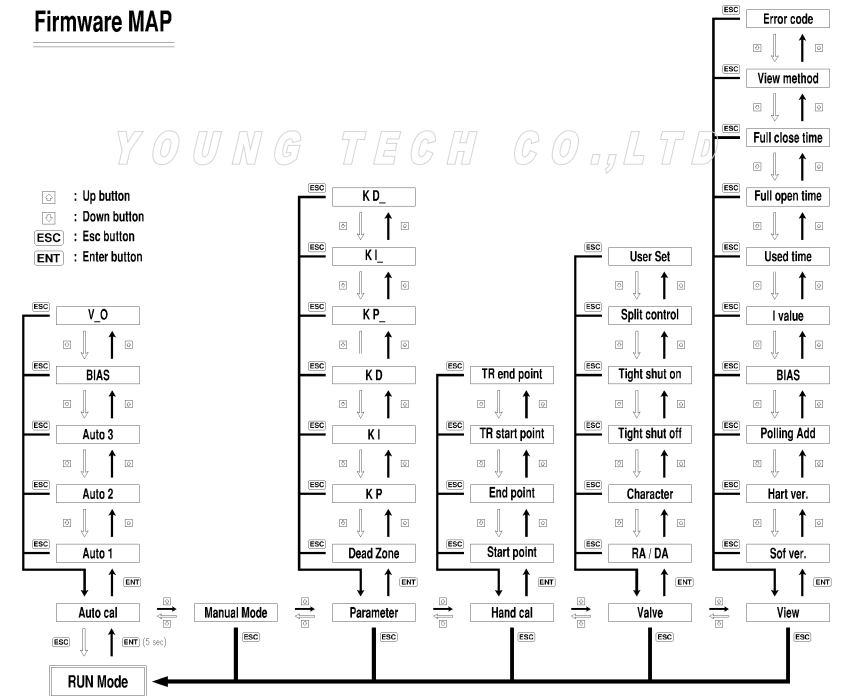 Firmware MAP
YOUNG TECH CO.,LTD
: Up button
: Down button
ESC : Esc button
ENT : Enter button
ESC V_O
ESC BIAS
ESC Auto 3
ESC Auto 2
ESC Auto 1
ENT
Auto cal
ESC ENT (5 sec)
RUN Mode
Manual Mode
ESC
ESC K D_
ESC K I_
ESC K P_
ESC K D
ESC K I
ESC K P
ESC Dead Zone
ENT
Parameter
ESC
ESC TR end point
ESC TR start point
ESC End point
ESC Start point
ENT
Hand cal
ESC
ESC User Set
ESC Split control
ESC Tight shut on
ESC Tight shut off
ESC Character
ESC RA / DA
ENT
Valve
ESC
ESC Error code
ESC View method
ESC Full close time
ESC Full open time
ESC Used time
ESC I value
ESC BIAS
ESC Polling Add
ESC Hart ver.
ESC Sof ver.
ENT
View
ESC